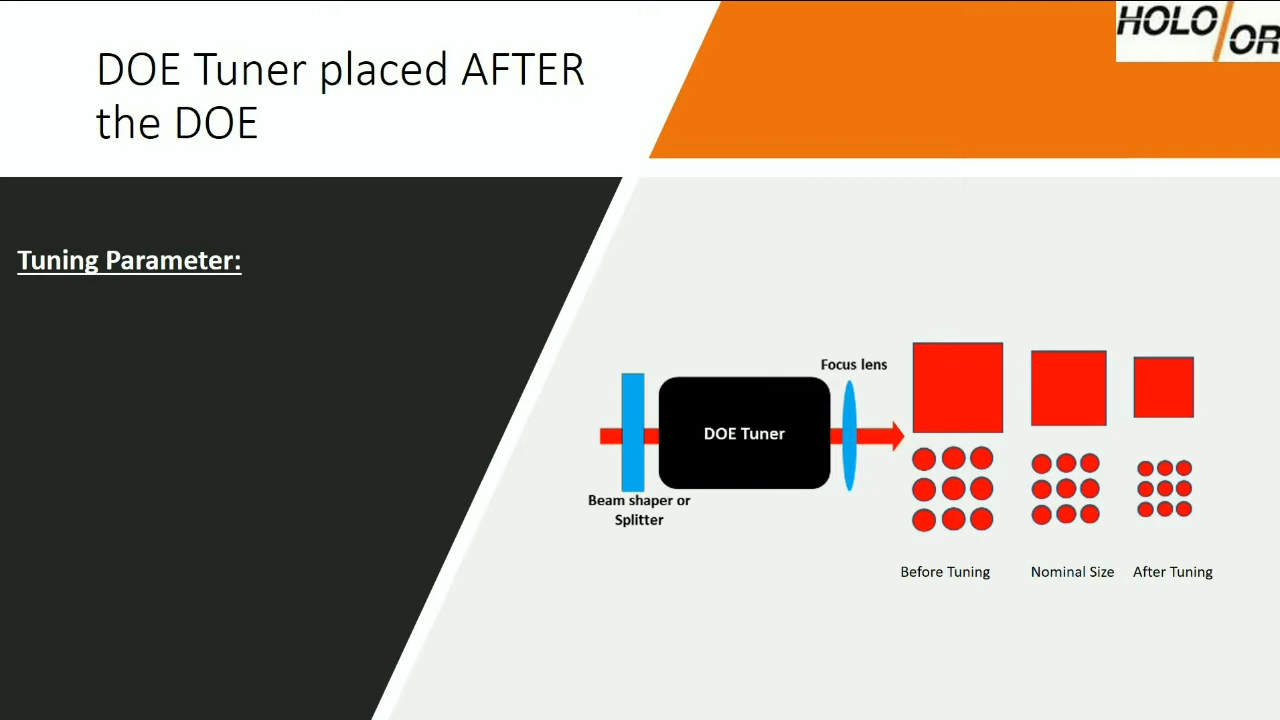 DOE Tuner placed AFTER
the DOE
HOLO/OR
Tuning Parameter:
Focus lens
DOE Tuner
Beam shaper or
Splitter
Before Tuning
Nominal Size
After Tuning